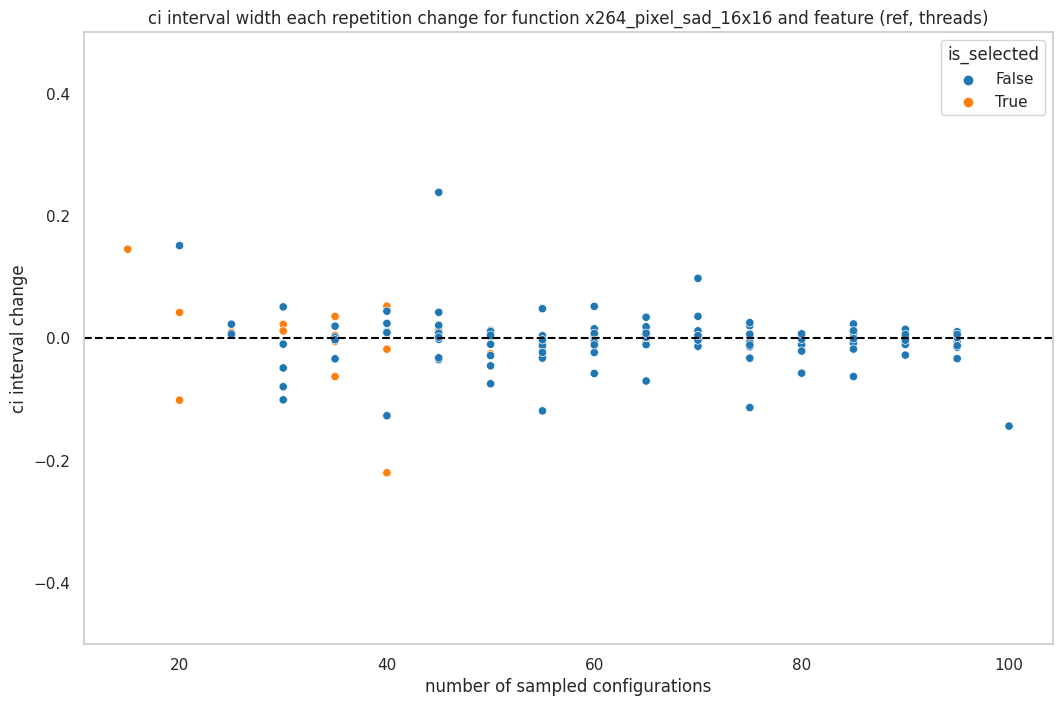 ci interval width each repetition change for function x264_pixel_sad_16x16 and feature (ref, threads)
is_selected
False
True
ci interval change
0.4
0.2
0.0
−0.2
−0.4
20
40
60
80
100
number of sampled configurations